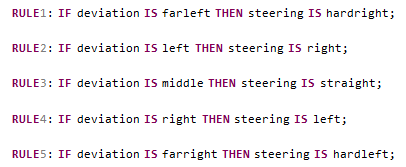 RULE1: IF deviation IS farleft THEN steering IS hardright;
RULE2: IF deviation IS left THEN steering IS right;
RULE3: IF deviation IS middle THEN steering IS straight;
RULE4: IF deviation IS right THEN steering IS left;
RULE5: IF deviation IS farright THEN steering IS hardleft;